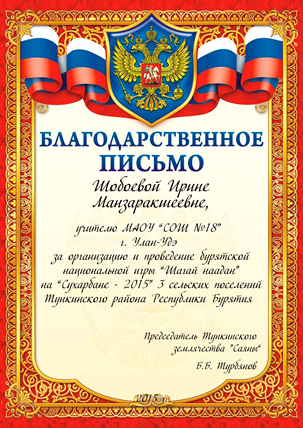 БЛАГОДАРСТВЕННОЕ
ПИСЬМО
Шобоевой Ирине
Манзаракшеевне,
учителю МАОУ "СОШ №18"
г. Улан-Удэ
за организацию и проведение бурятской
национальной игры "Шагай наадан"
на "Сурхарбане - 2015" 3 сельских поселений
Тункинского района Республики Бурятия
Председатель Тункинского
землячества "Саяны"
Б.Б. Турбянов
2015 г.